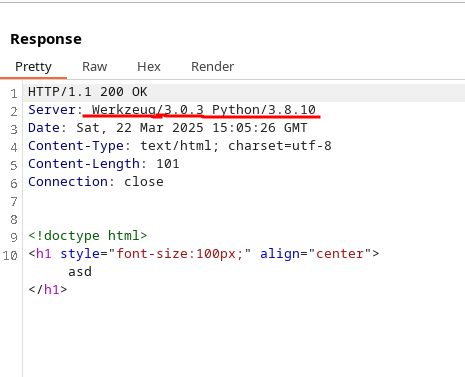 Response
Pretty Raw Hex Render
1 HTTP/1.1 200 OK
2 Server: Werkzeug/3.0.3 Python/3.8.10
3 Date: Sat, 22 Mar 2025 15:05:26 GMT
4 Content-Type: text/html; charset=utf-8
5 Content-Length: 101
6 Connection: close
7
8
9 <!doctype html>
10 <h1 style="font-size:100px;" align="center">
asd
</h1>